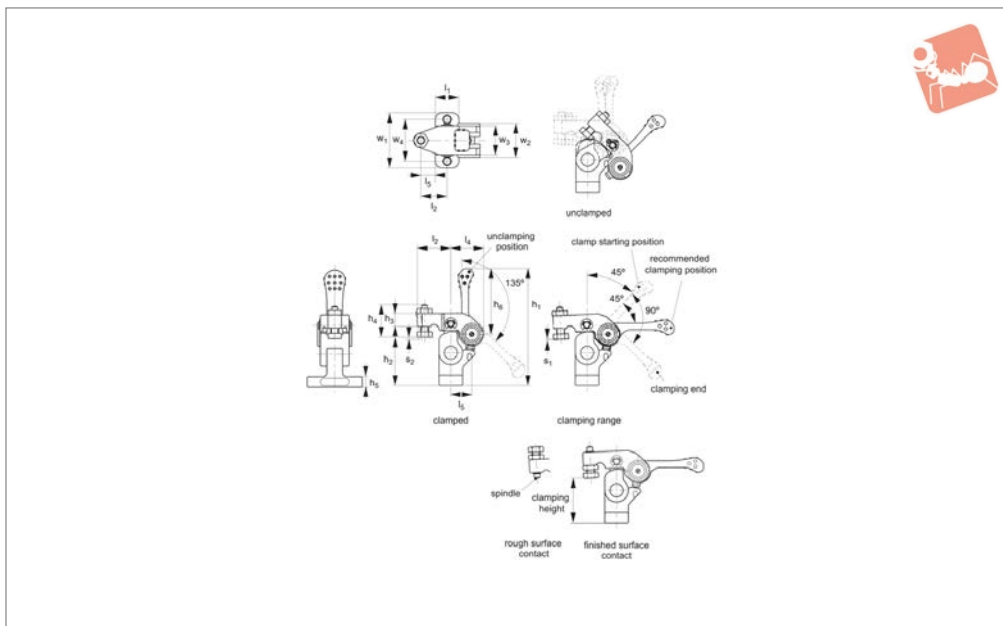 l1
w1
w4
w3
w2
l5
l2
unclamped
l2
l4
unclamping
position
135°
h1
h6
h4
h3
h2
s2
h5
l5
clamped
clamp starting position
recommended
clamping position
45°
45°
90°
s1
clamping end
clamping range
spindle
clamping
height
rough surface
contact
finished surface
contact